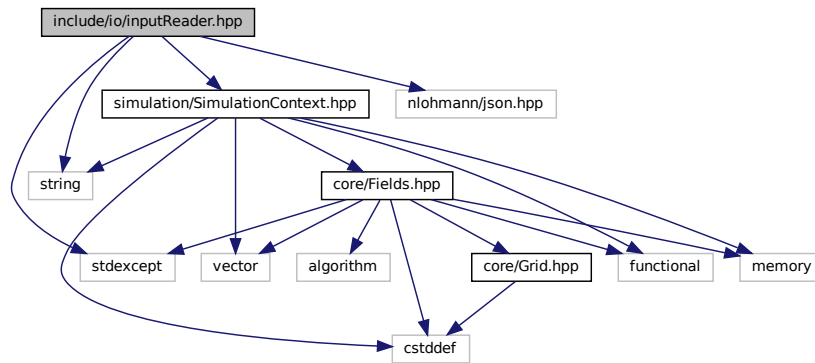 include/io/inputReader.hpp
simulation/SimulationContext.hpp
nlohmann/json.hpp
string
core/Fields.hpp
stdexcept
vector
algorithm
core/Grid.hpp
functional
memory
cstddef